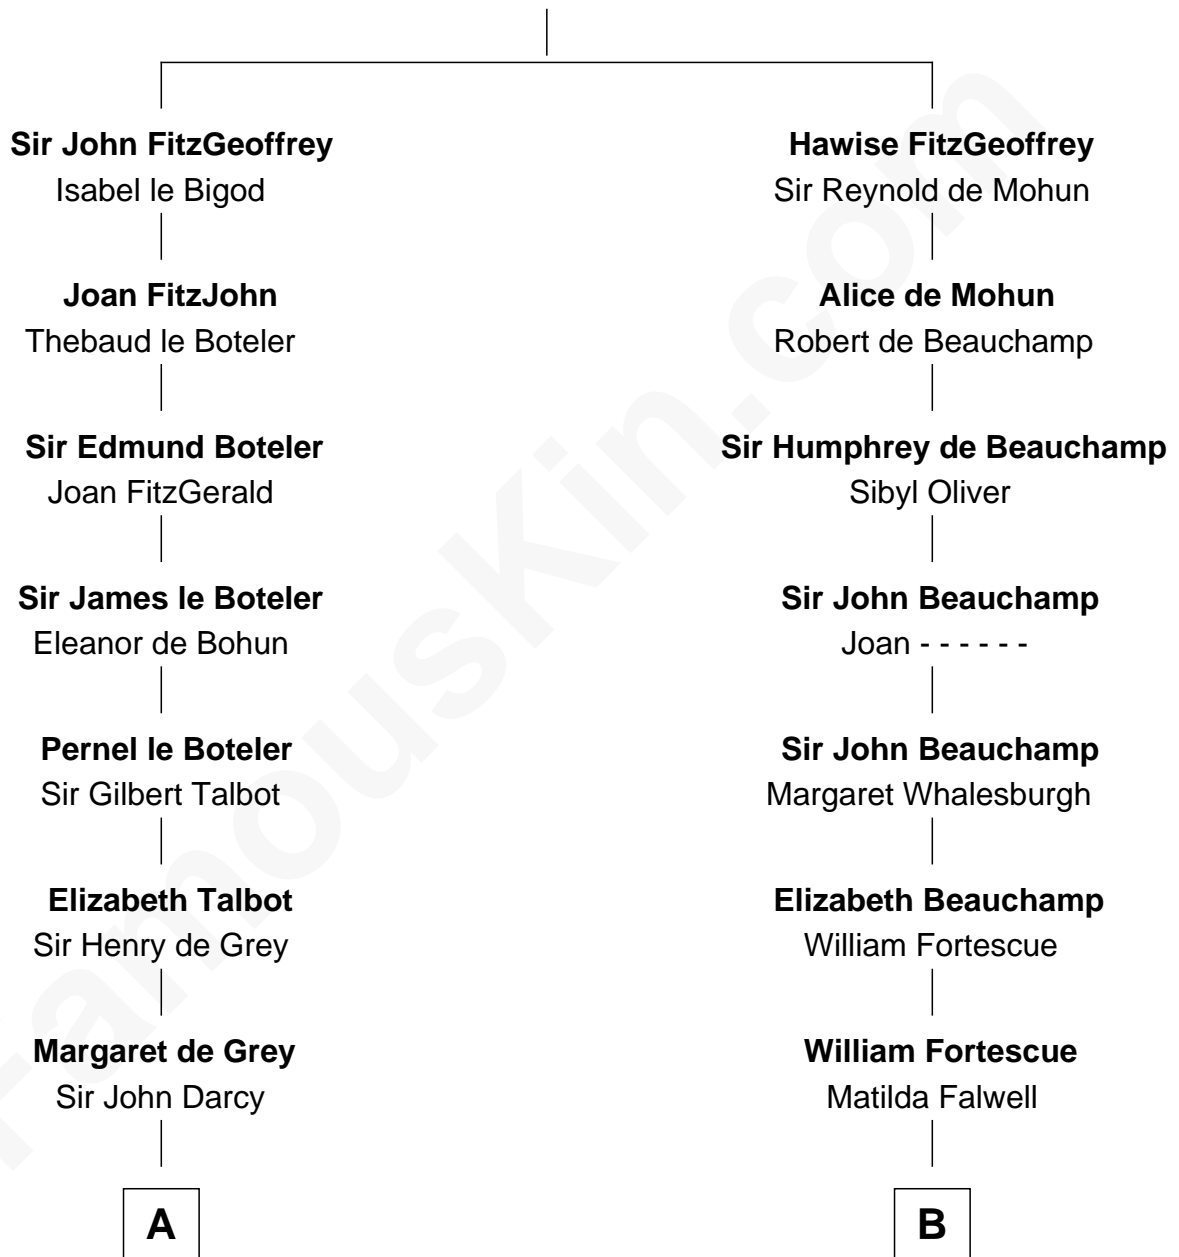 Sir John FitzGeoffrey
Isabel le Bigod
Hawise FitzGeoffrey
Sir Reynold de Mohun
Joan FitzJohn
Thebaud le Boteler
Alice de Mohun
Robert de Beauchamp
Sir Edmund Boteler
Joan FitzGerald
Sir Humphrey de Beauchamp
Sibyl Oliver
Sir James le Boteler
Eleanor de Bohun
Sir John Beauchamp
Joan - - - - - -
Pernel le Boteler
Sir Gilbert Talbot
Sir John Beauchamp
Margaret Whalesburgh
Elizabeth Talbot
Sir Henry de Grey
Elizabeth Beauchamp
William Fortescue
Margaret de Grey
Sir John Darcy
William Fortescue
Matilda Falwell
A
B
FamousKin.com